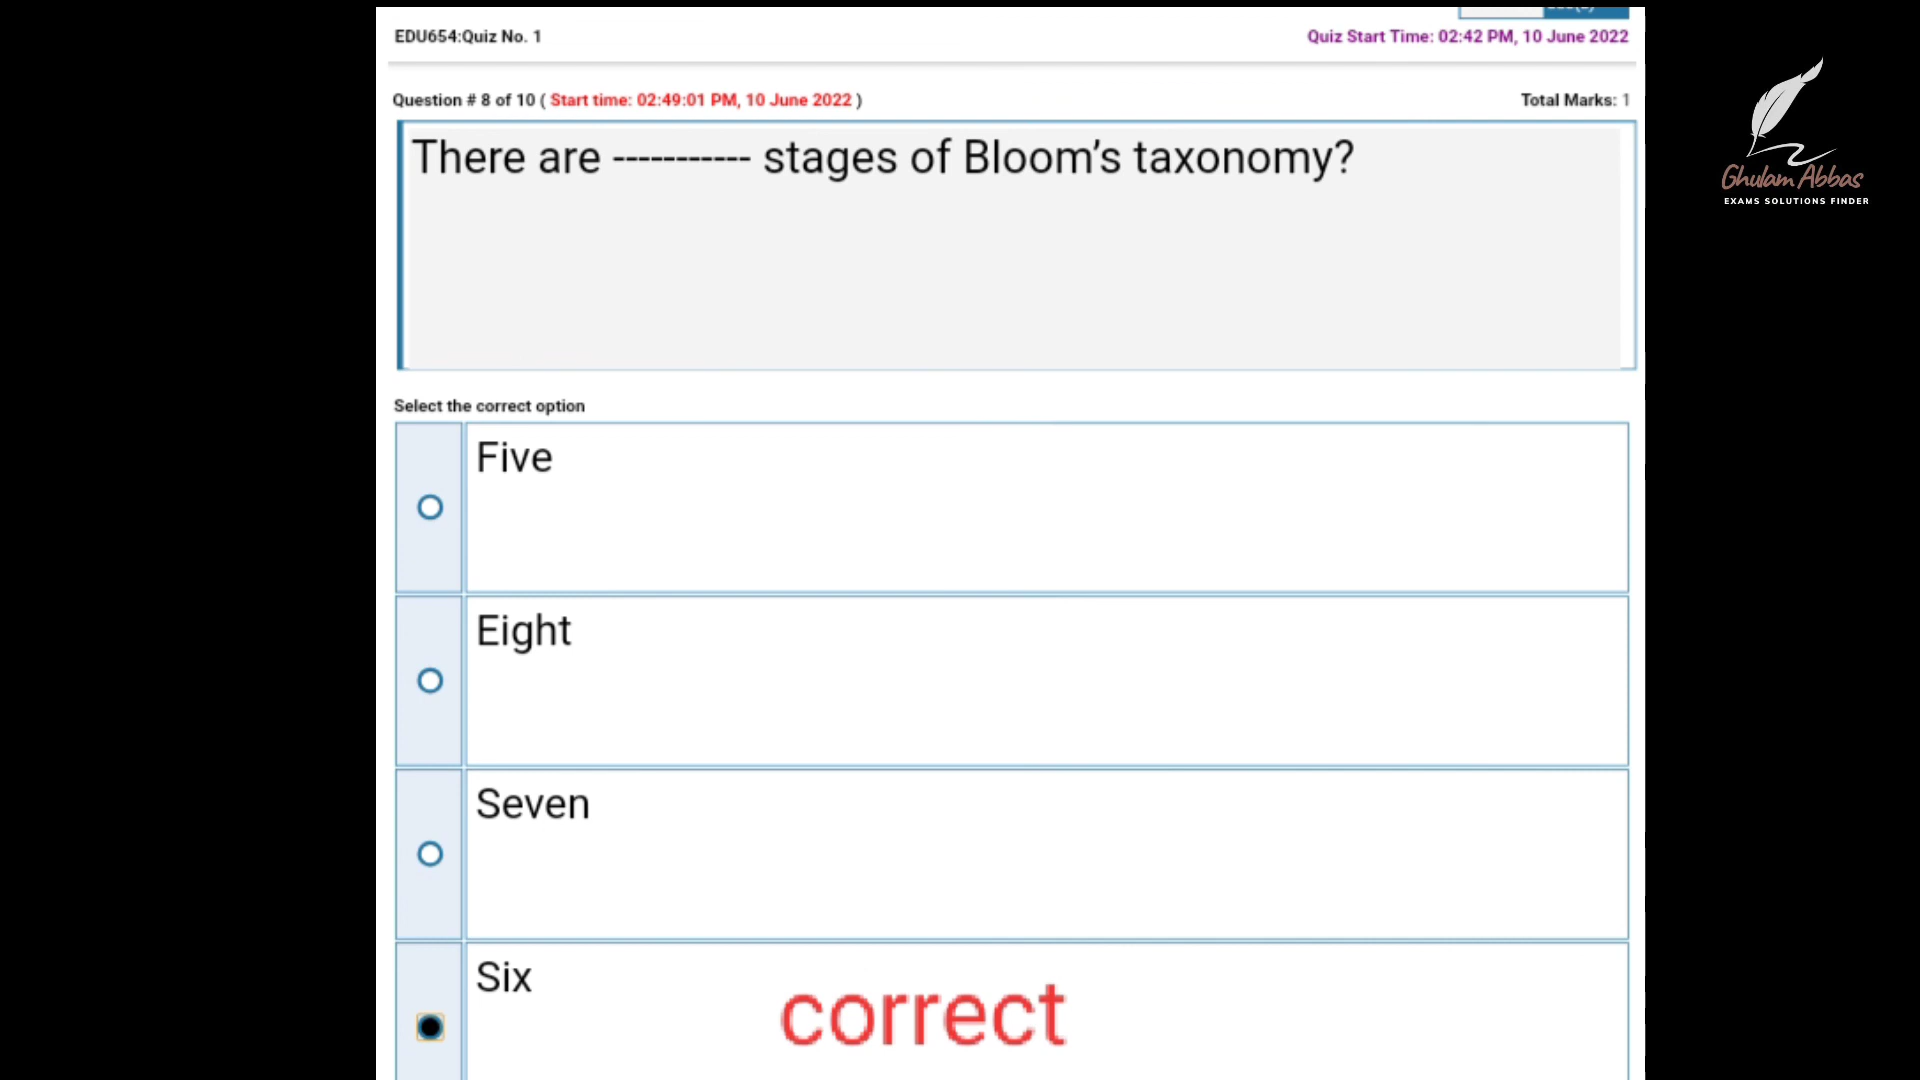 EDU654:Quiz No. 1
Quiz Start Time: 02:42 PM, 10 June 2022
Question # 8 of 10 ( Start time: 02:49:01 PM, 10 June 2022 )
Total Marks: 1
There are ----------- stages of Bloom's taxonomy?
Select the correct option
Five
Eight
Seven
Six
correct
Ghulam Abbas
EXAMS SOLUTIONS FINDER